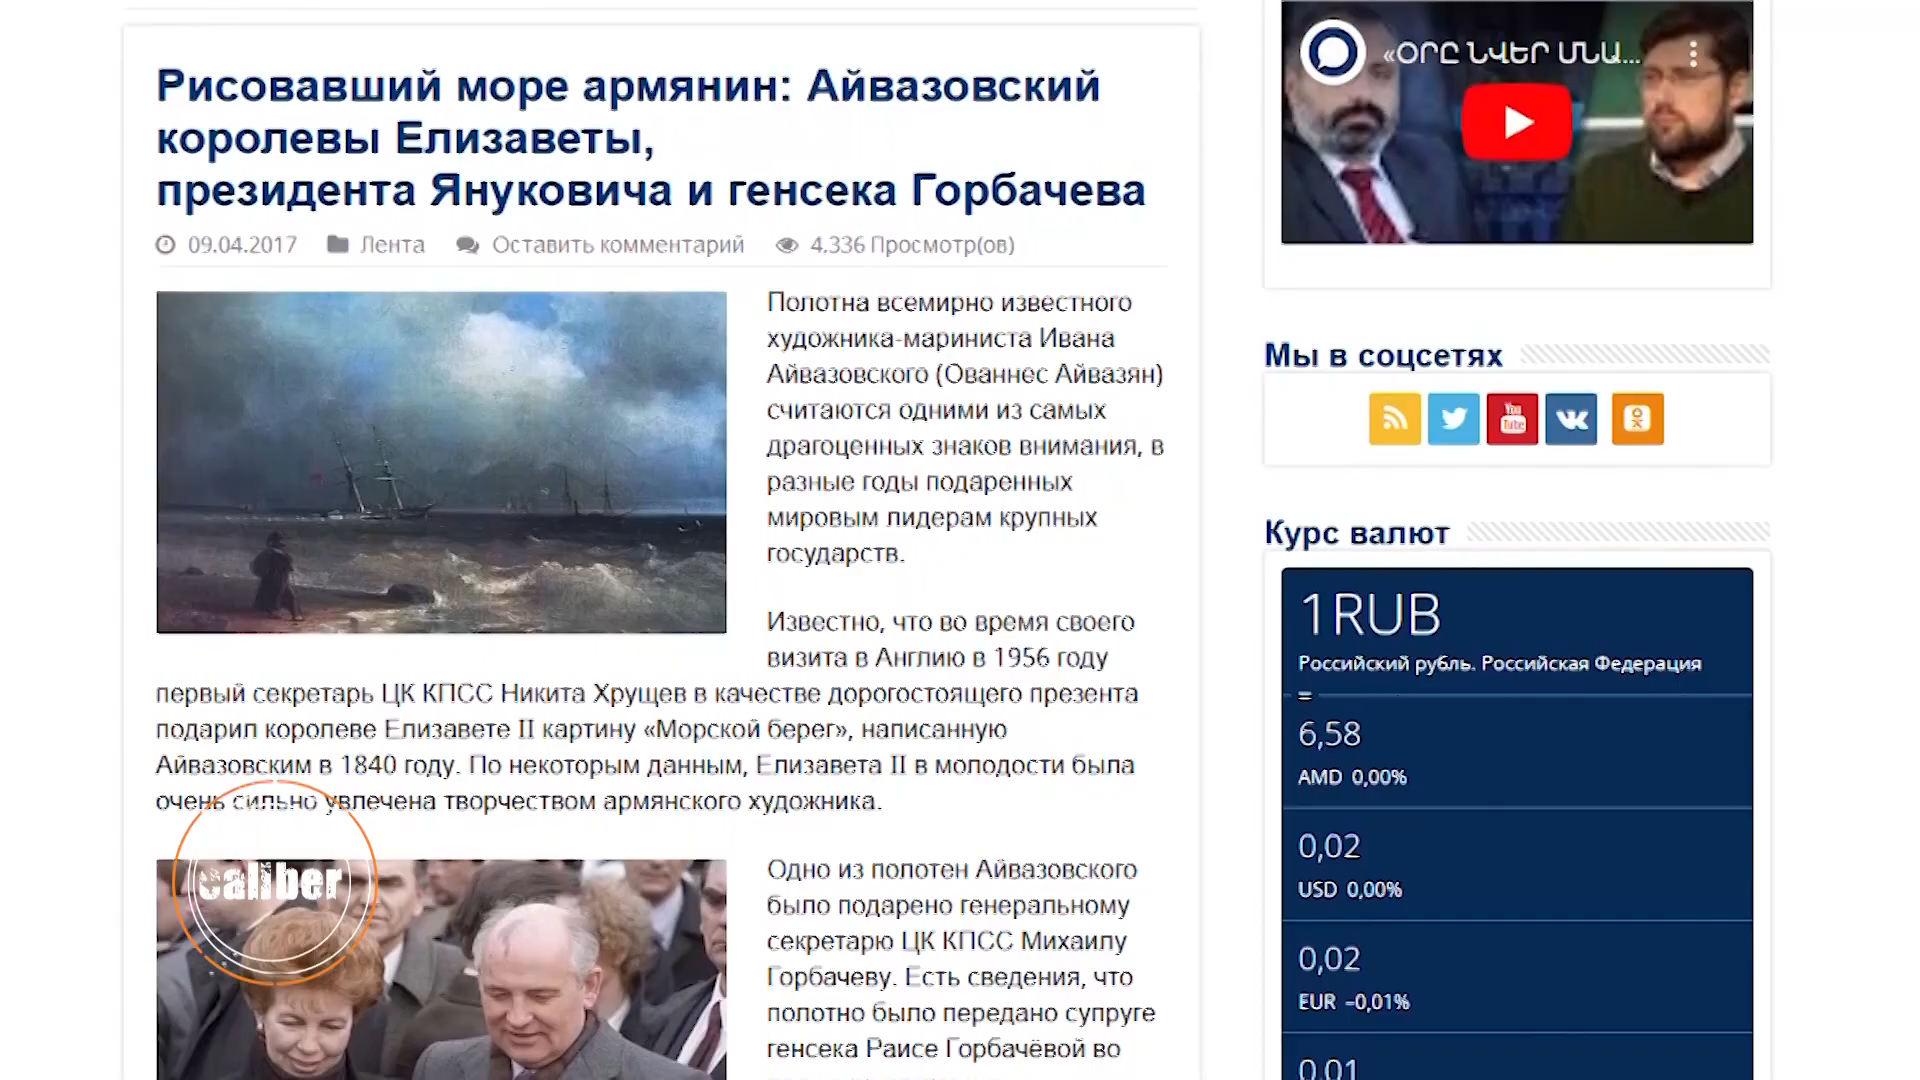 Рисовавший море армянин: Айвазовский
королевы Елизаветы,
президента Януковича и генсека Горбачева
09.04.2017 Лента Оставить комментарий 4,336 Просмотр(ов)
Полотна всемирно известного
художника-мариниста Ивана
Айвазовского (Ованнес Айвазян)
считаются одними из самых
драгоценных знаков внимания, в
разные годы подаренных
мировым лидерам крупных
государств.
Известно, что во время своего
визита в Англию в 1956 году
первый секретарь ЦК КПСС Никита Хрущев в качестве дорогостоящего презента
подарил королеве Елизавете II картину «Морской берег», написанную
Айвазовским в 1840 году. По некоторым данным, Елизавета II в молодости была
очень сильно увлечена творчеством армянского художника.
caliber
Одно из полотен Айвазовского
было подарено генеральному
секретарю ЦК КПСС Михаилу
Горбачеву. Есть сведения, что
полотно было передано супруге
генсека Раисе Горбачёвой во
«ՕՐԸ ՆՎԵՐ ՄՆԱ...
Мы в соцсетях
You
Tube
Курс валют
1RUB
Российский рубль. Российская Федерация
=
6,58
AMD 0,00%
0,02
USD 0,00%
0,02
EUR −0,01%
0,01